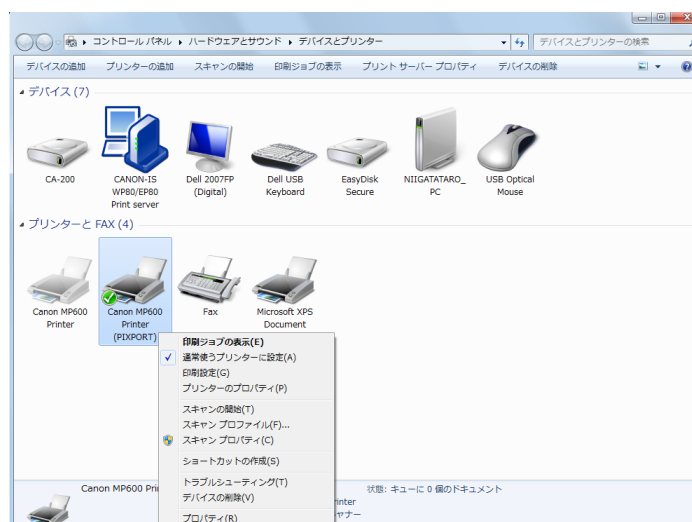 コントロール パネル ▸ ハードウェアとサウンド ▸ デバイスとプリンター
デバイスとプリンターの検索
デバイスの追加 プリンターの追加 スキャンの開始 印刷ジョブの表示 プリント サーバー プロパティ デバイスの削除
デバイス (7)
CA-200
CANON-IS
WP80/EP80
Print server
Dell 2007FP
(Digital)
Dell USB
Keyboard
EasyDisk
Secure
NIIGATATARO_
PC
USB Optical
Mouse
プリンターと FAX (4)
Canon MP600
Printer
Canon MP600
Printer
(PIXPORT)
Fax
Microsoft XPS
Document
印刷ジョブの表示(E)
通常使うプリンターに設定(A)
印刷設定(G)
プリンターのプロパティ(P)
スキャンの開始(T)
スキャン プロファイル(F)...
スキャン プロパティ(C)
ショートカットの作成(S)
トラブルシューティング(T)
デバイスの削除(V)
プロパティ(R)
Canon MP600 Pri
状態: キューに 0 個のドキュメント
inter
ャナー